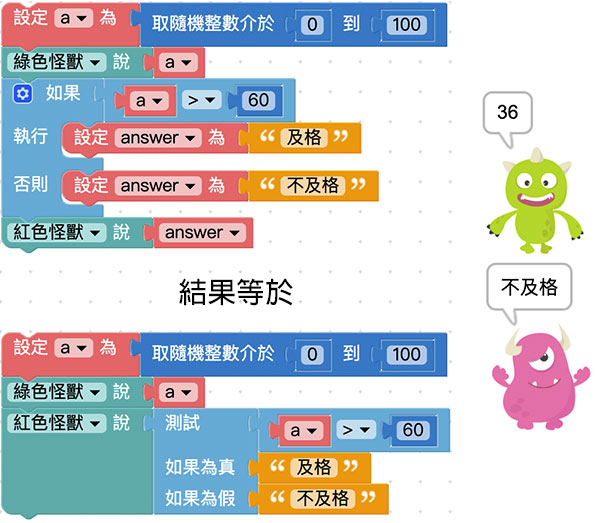 設定 a 為 取隨機整數介於 0 到 100
綠色怪獸 說 a
如果 a > 60
執行 設定 answer 為 “ 及格 ”
否則 設定 answer 為 “ 不及格 ”
紅色怪獸 說 answer
36
不及格
結果等於
設定 a 為 取隨機整數介於 0 到 100
綠色怪獸 說 a
紅色怪獸 說 測試 a > 60
如果為真 “ 及格 ”
如果為假 “ 不及格 ”